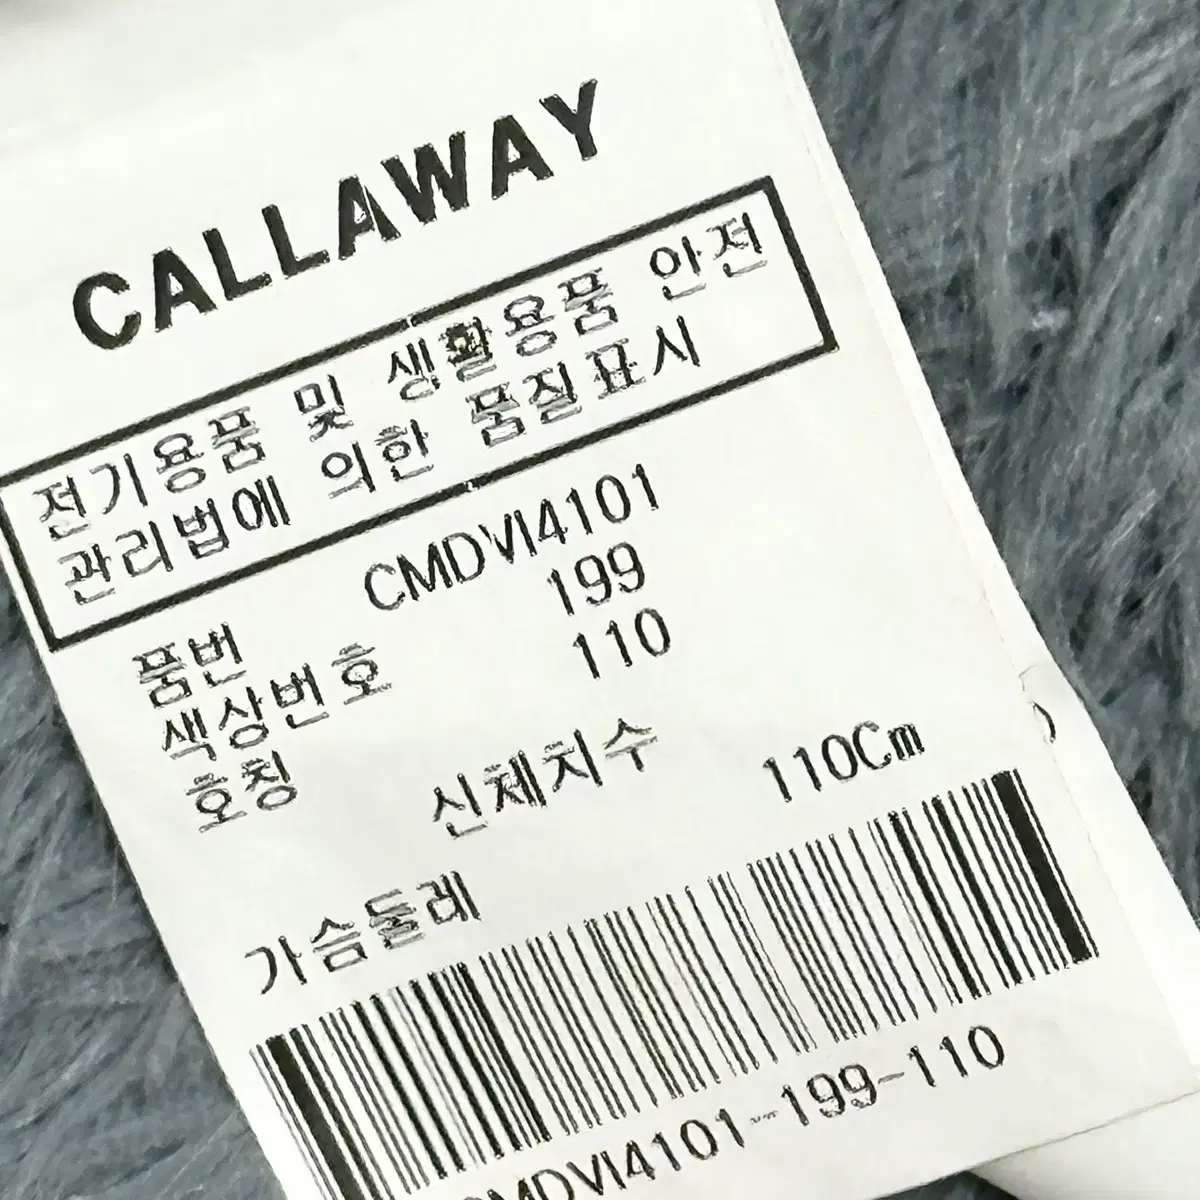 CALLAWAY
전기용품 및 생활용품 안전
관리법에 의한 품질표시
품번 CMDVI4101
색상번호 199
호칭 110
신체치수
가슴둘레 110Cm
CMDVI4101-199-110